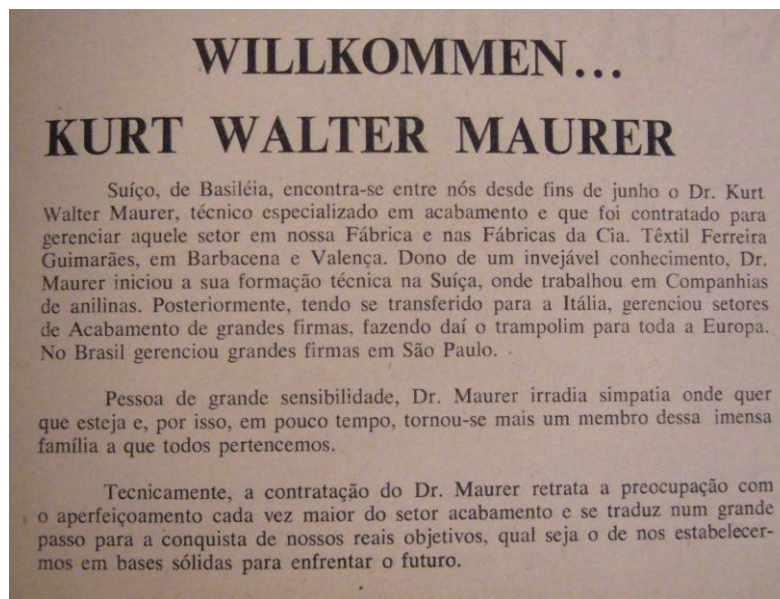 WILLKOMMEN...
KURT WALTER MAURER
Suíço, de Basiléia, encontra-se entre nós desde fins de junho o Dr. Kurt
Walter Maurer, técnico especializado em acabamento e que foi contratado para
gerenciar aquele setor em nossa Fábrica e nas Fábricas da Cia. Têxtil Ferreira
Guimarães, em Barbacena e Valença. Dono de um invejável conhecimento, Dr.
Maurer iniciou a sua formação técnica na Suíça, onde trabalhou em Companhias
de anilinas. Posteriormente, tendo se transferido para a Itália, gerenciou setores
de Acabamento de grandes firmas, fazendo daí o trampolim para toda a Europa.
No Brasil gerenciou grandes firmas em São Paulo.
Pessoa de grande sensibilidade, Dr. Maurer irradia simpatia onde quer
que esteja e, por isso, em pouco tempo, tornou-se mais um membro dessa imensa
família a que todos pertencemos.
Tecnicamente, a contratação do Dr. Maurer retrata a preocupação com
o aperfeiçoamento cada vez maior do setor acabamento e se traduz num grande
passo para a conquista de nossos reais objetivos, qual seja o de nos estabelecer-
mos em bases sólidas para enfrentar o futuro.